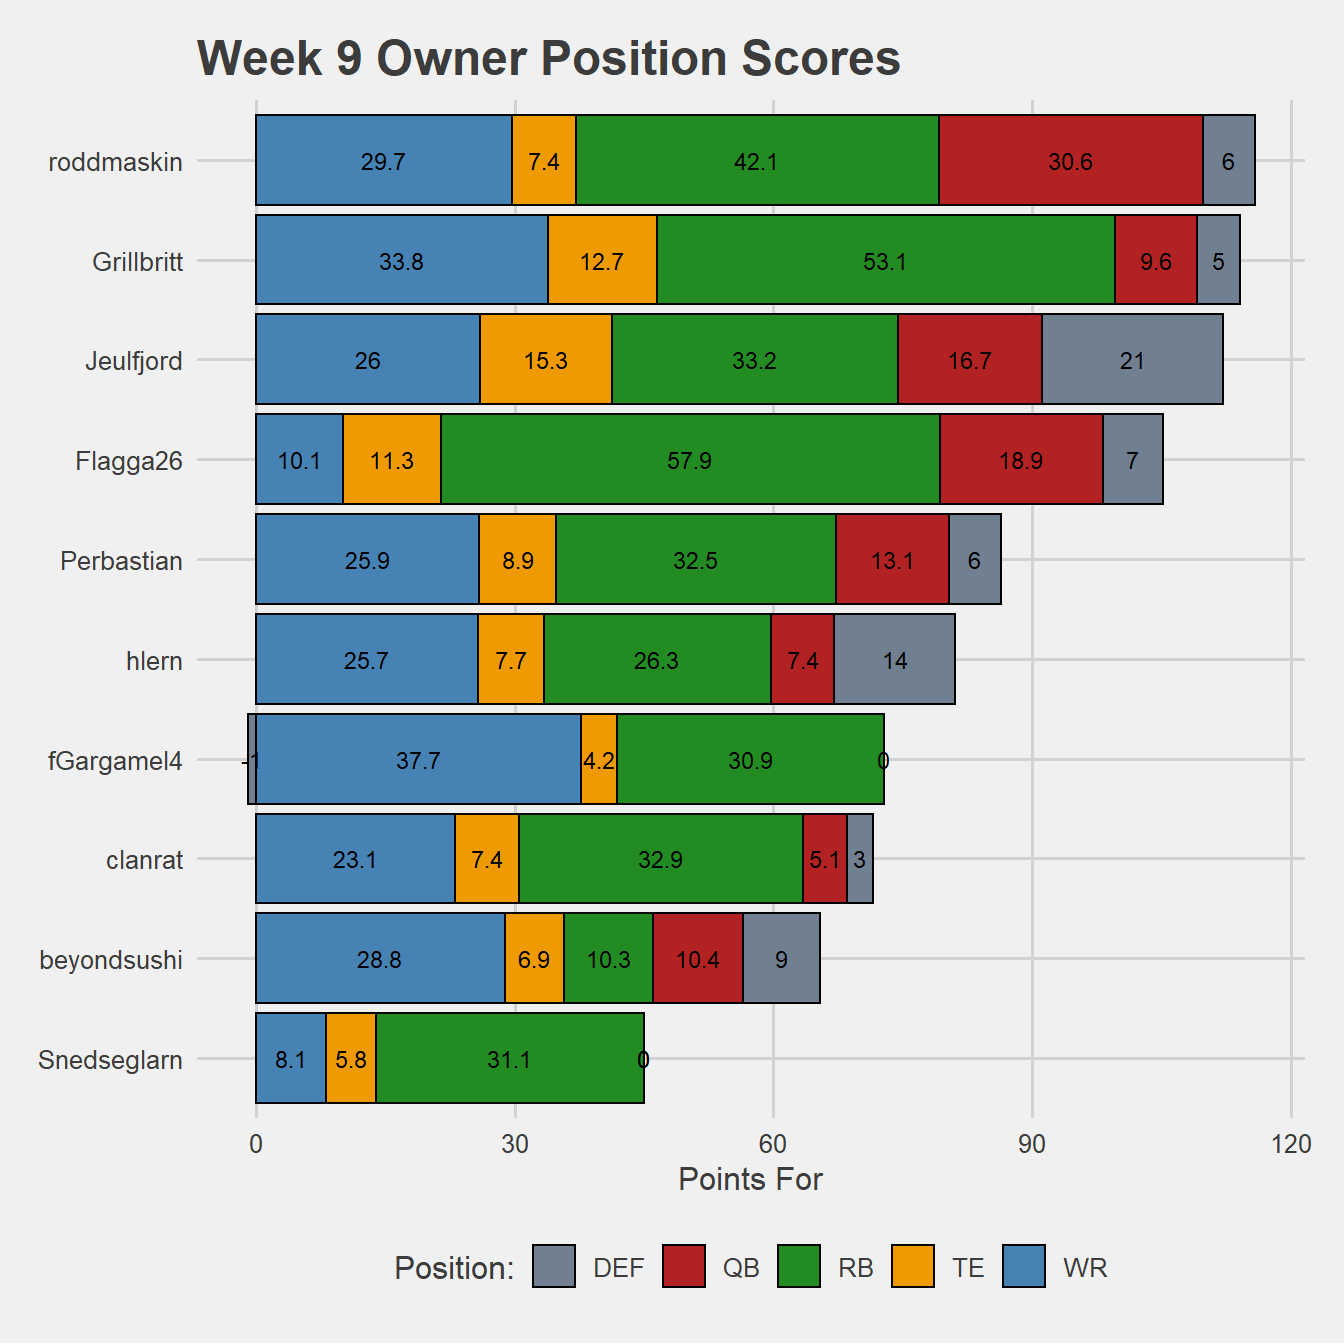 Week 9 Owner Position Scores
roddmaskin 29.7 7.4 42.1 30.6 6
Grillbritt 33.8 12.7 53.1 9.6 5
Jeulfjord 26 15.3 33.2 16.7 21
Flagga26 10.1 11.3 57.9 18.9 7
Perbastian 25.9 8.9 32.5 13.1 6
hlern 25.7 7.7 26.3 7.4 14
fGargamel4 -1 37.7 4.2 30.9 0
clanrat 23.1 7.4 32.9 5.1 3
beyondsushi 28.8 6.9 10.3 10.4 9
Snedseglarn 8.1 5.8 31.1 0
0 30 60 90 120
Points For
Position: DEF QB RB TE WR